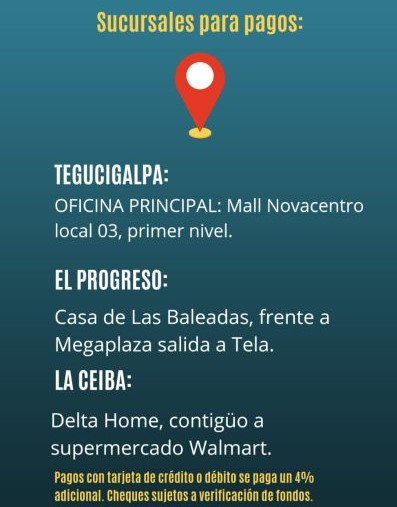 Sucursales para pagos:
TEGUCIGALPA:
OFICINA PRINCIPAL: Mall Novacentro
local 03, primer nivel.
EL PROGRESO:
Casa de Las Baleadas, frente a
Megaplaza salida a Tela.
LA CEIBA:
Delta Home, contigüo a
supermercado Walmart.
Pagos con tarjeta de crédito o débito se paga un 4%
adicional. Cheques sujetos a verificación de fondos.